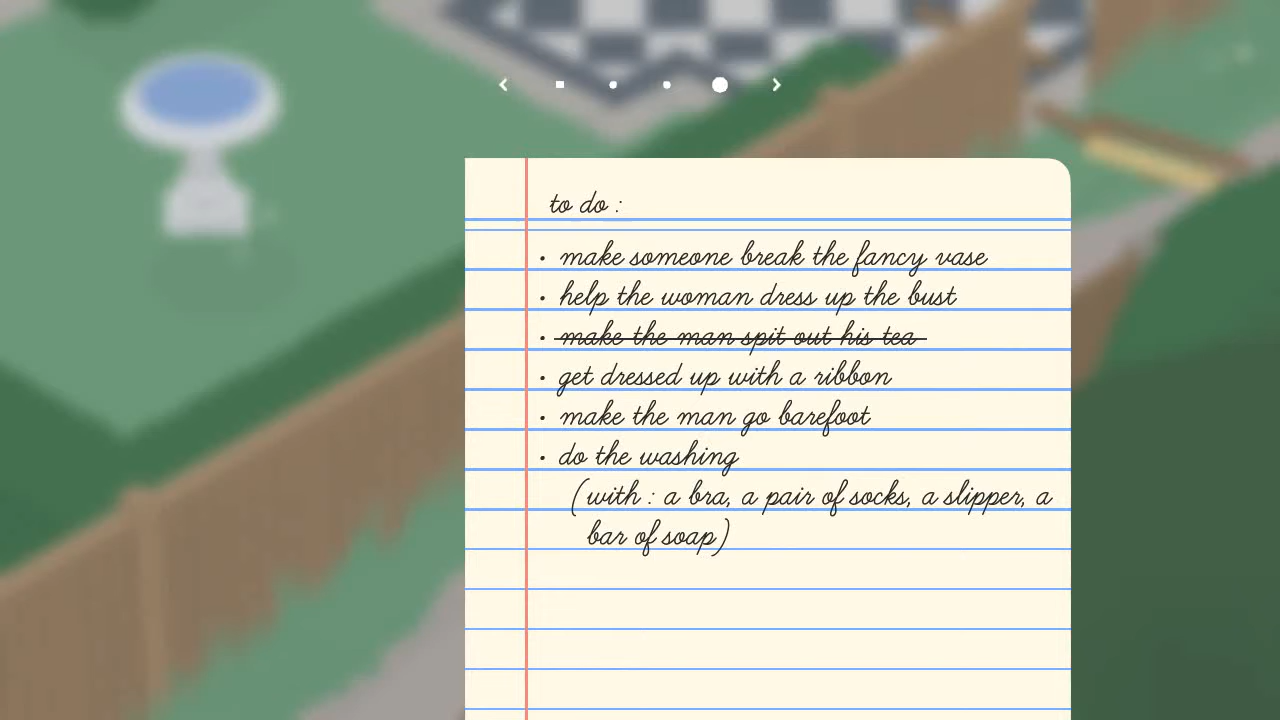 to do :
• make someone break the fancy vase
• help the woman dress up the bust
• make the man spit out his tea
• get dressed up with a ribbon
• make the man go barefoot
• do the washing
(with : a bra, a pair of socks, a slipper, a
bar of soap)